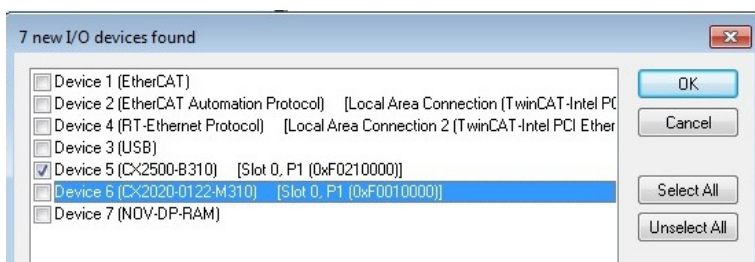 7 new I/O devices found
Device 1 (EtherCAT)
Device 2 (EtherCAT Automation Protocol) [Local Area Connection (TwinCAT-Intel PC
Device 4 (RT-Ethernet Protocol) [Local Area Connection 2 (TwinCAT-Intel PCI Ether
Device 3 (USB)
Device 5 (CX2500-B310) [Slot 0, P1 (0xF0210000)]
Device 6 (CX2020-0122-M310) [Slot 0, P1 (0xF0010000)]
Device 7 (NOV-DP-RAM)
OK
Cancel
Select All
Unselect All